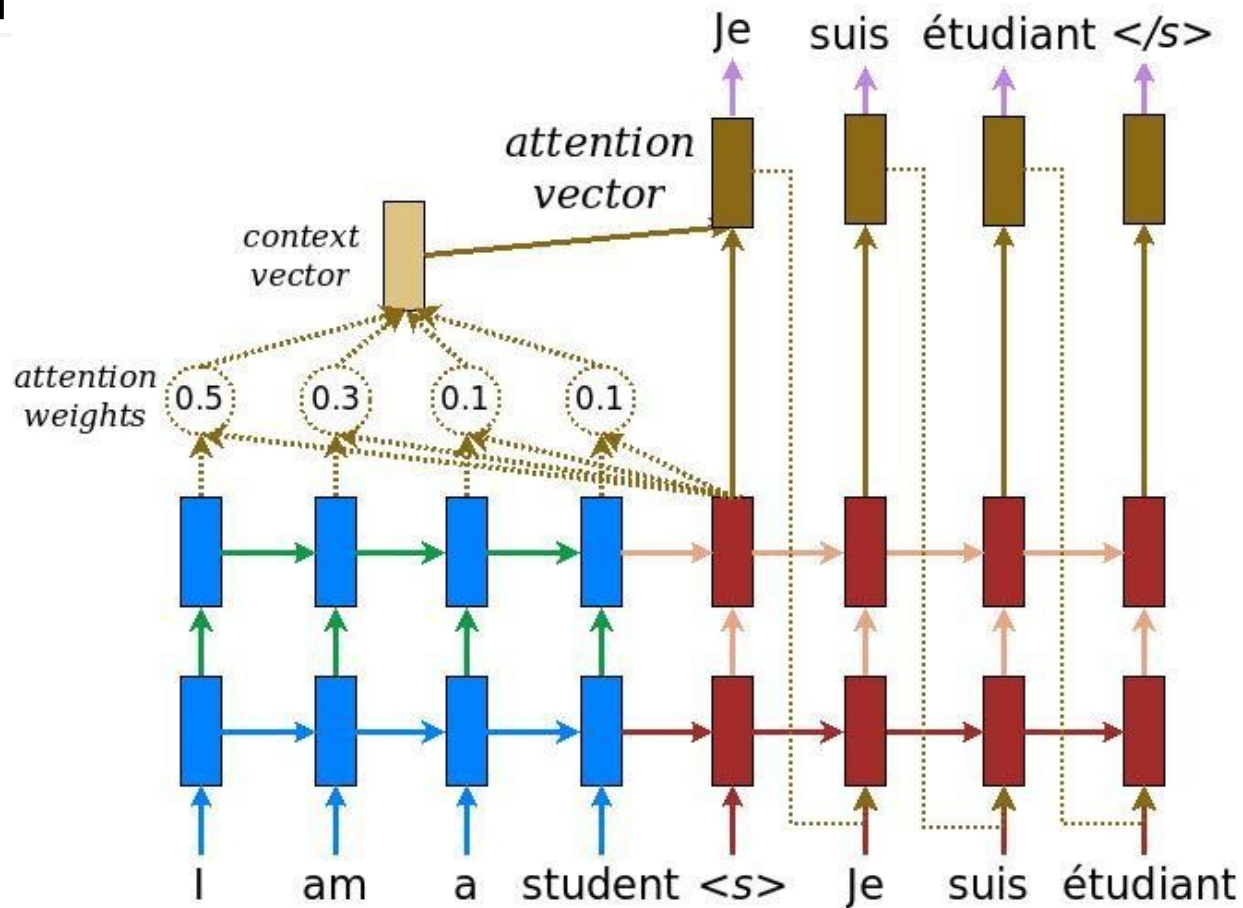 Je suis étudiant </s>
attention
vector
context
vector
attention
weights
0.5 0.3 0.1 0.1
I am a student <s> Je suis étudiant